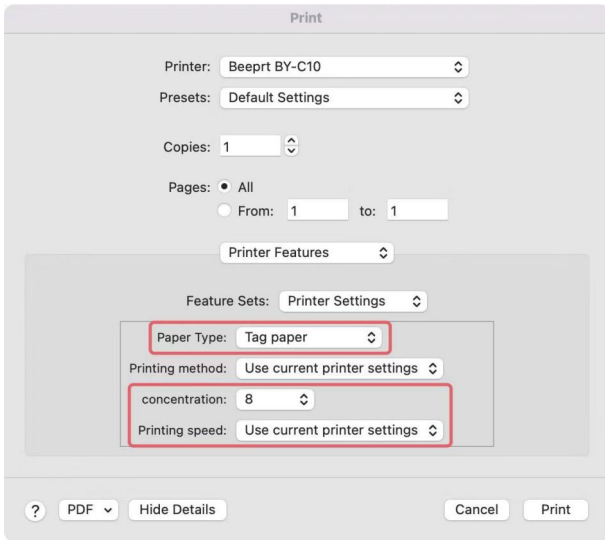 Print
Printer: Beeprt BY-C10
Presets: Default Settings
Copies: 1
Pages: All
From: 1 to: 1
Printer Features
Feature Sets: Printer Settings
Paper Type: Tag paper
Printing method: Use current printer settings
concentration: 8
Printing speed: Use current printer settings
? PDF Hide Details Cancel Print